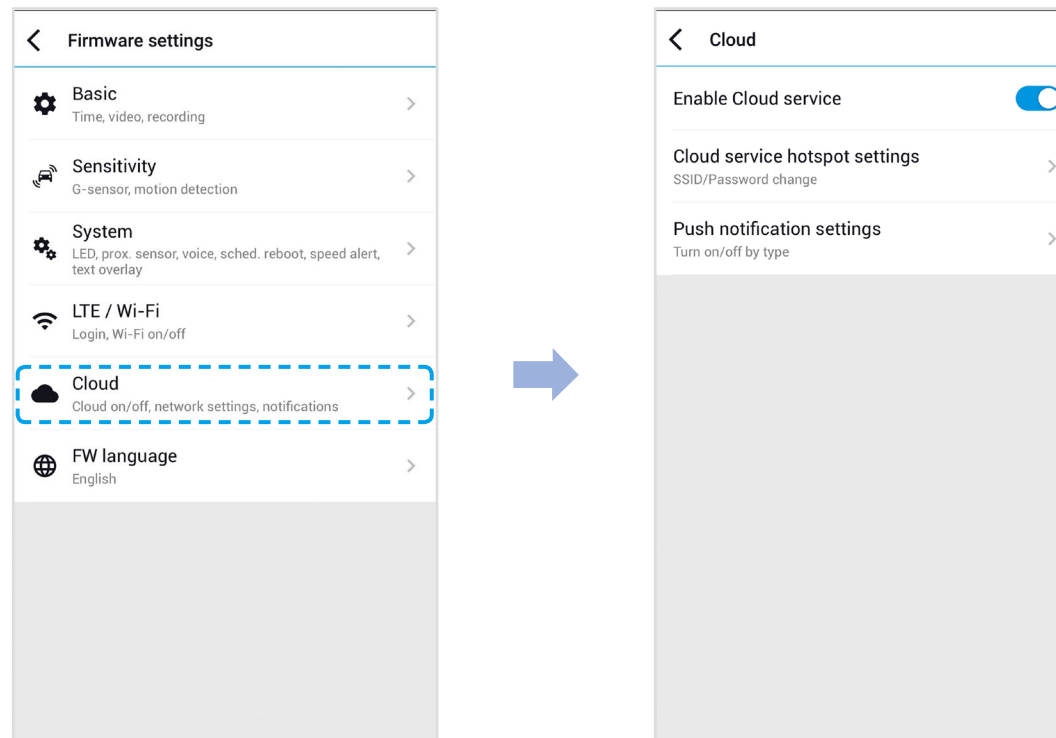 Firmware settings
Basic
Time, video, recording
Sensitivity
G-sensor, motion detection
System
LED, prox. sensor, voice, sched. reboot, speed alert,
text overlay
LTE / Wi-Fi
Login, Wi-Fi on/off
Cloud
Cloud on/off, network settings, notifications
FW language
English
Cloud
Enable Cloud service
Cloud service hotspot settings
SSID/Password change
Push notification settings
Turn on/off by type